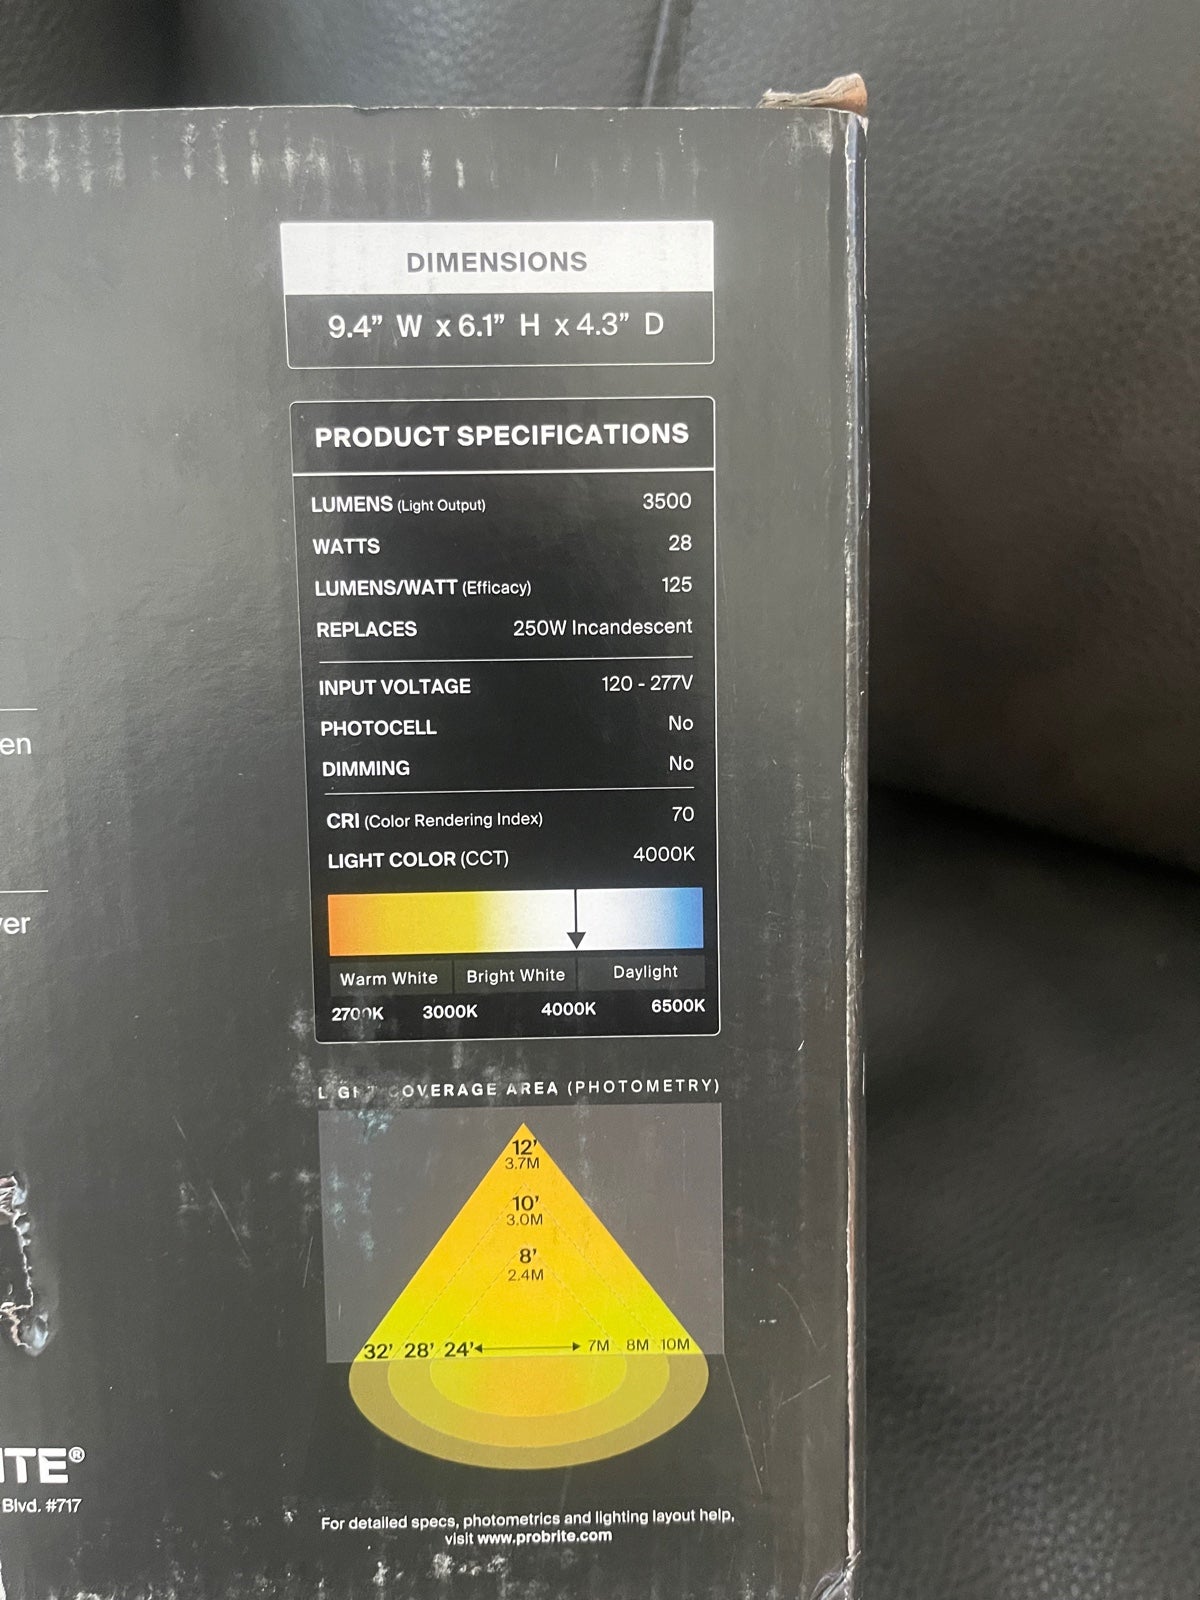 DIMENSIONS
9.4” W x 6.1” H x 4.3” D
PRODUCT SPECIFICATIONS
LUMENS (Light Output) 3500
WATTS 28
LUMENS/WATT (Efficacy) 125
REPLACES 250W Incandescent
INPUT VOLTAGE 120 - 277V
PHOTOCELL No
DIMMING No
CRI (Color Rendering Index) 70
LIGHT COLOR (CCT) 4000K
Warm White Bright White Daylight
2700K 3000K 4000K 6500K
LIGHT COVERAGE AREA (PHOTOMETRY)
12’
3.7M
10’
3.0M
8’
2.4M
32’ 28’ 24’ 7M 8M 10M
For detailed specs, photometrics and lighting layout help,
visit www.probrite.com
en
ver
ITE®
Blvd. #717